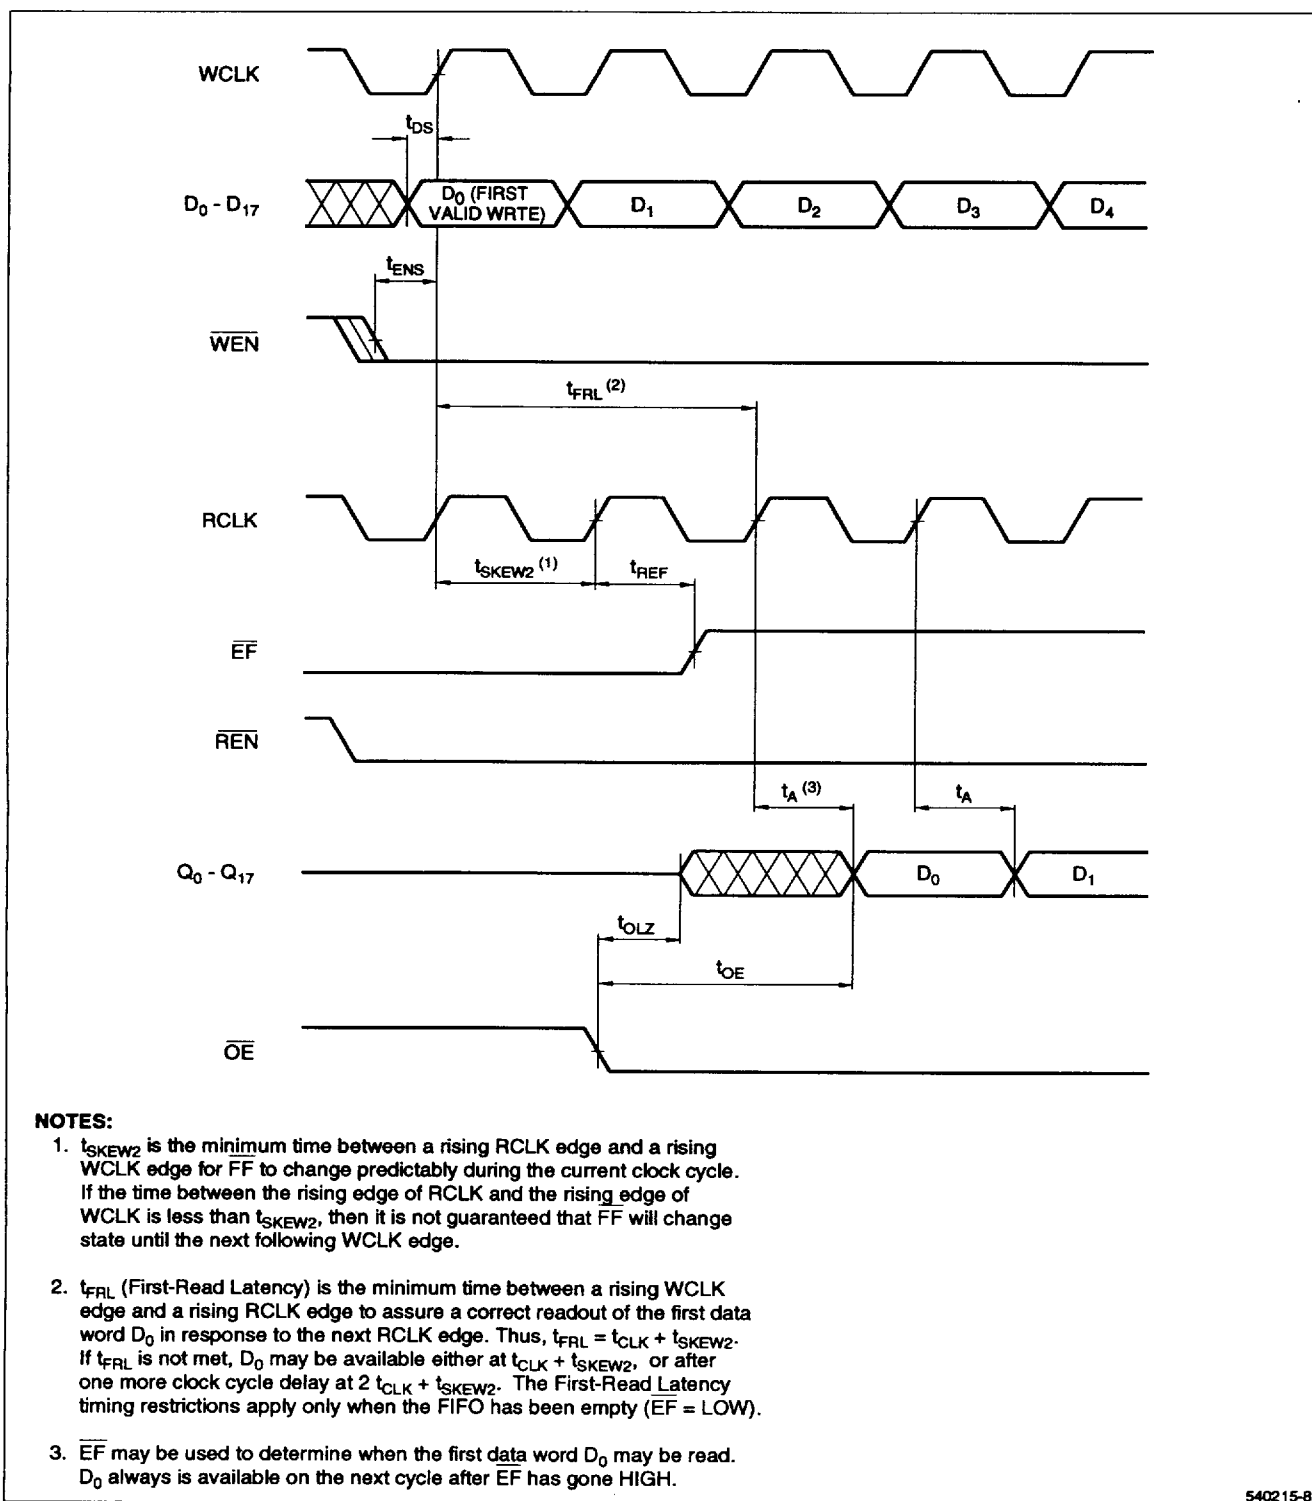 WCLK
tDS
D0 - D17
D0 (FIRST
VALID WRTE)
D1
D2
D3
D4
tENS
WEN
tFRL (2)
RCLK
tSKEW2 (1)
tREF
EF
REN
tA (3)
tA
Q0 - Q17
D0
D1
tOLZ
tOE
OE
NOTES:
1. tSKEW2 is the minimum time between a rising RCLK edge and a rising
WCLK edge for FF to change predictably during the current clock cycle.
If the time between the rising edge of RCLK and the rising edge of
WCLK is less than tSKEW2, then it is not guaranteed that FF will change
state until the next following WCLK edge.
2. tFRL (First-Read Latency) is the minimum time between a rising WCLK
edge and a rising RCLK edge to assure a correct readout of the first data
word D0 in response to the next RCLK edge. Thus, tFRL = tCLK + tSKEW2.
If tFRL is not met, D0 may be available either at tCLK + tSKEW2, or after
one more clock cycle delay at 2 tCLK + tSKEW2. The First-Read Latency
timing restrictions apply only when the FIFO has been empty (EF = LOW).
3. EF may be used to determine when the first data word D0 may be read.
D0 always is available on the next cycle after EF has gone HIGH.
540215-8